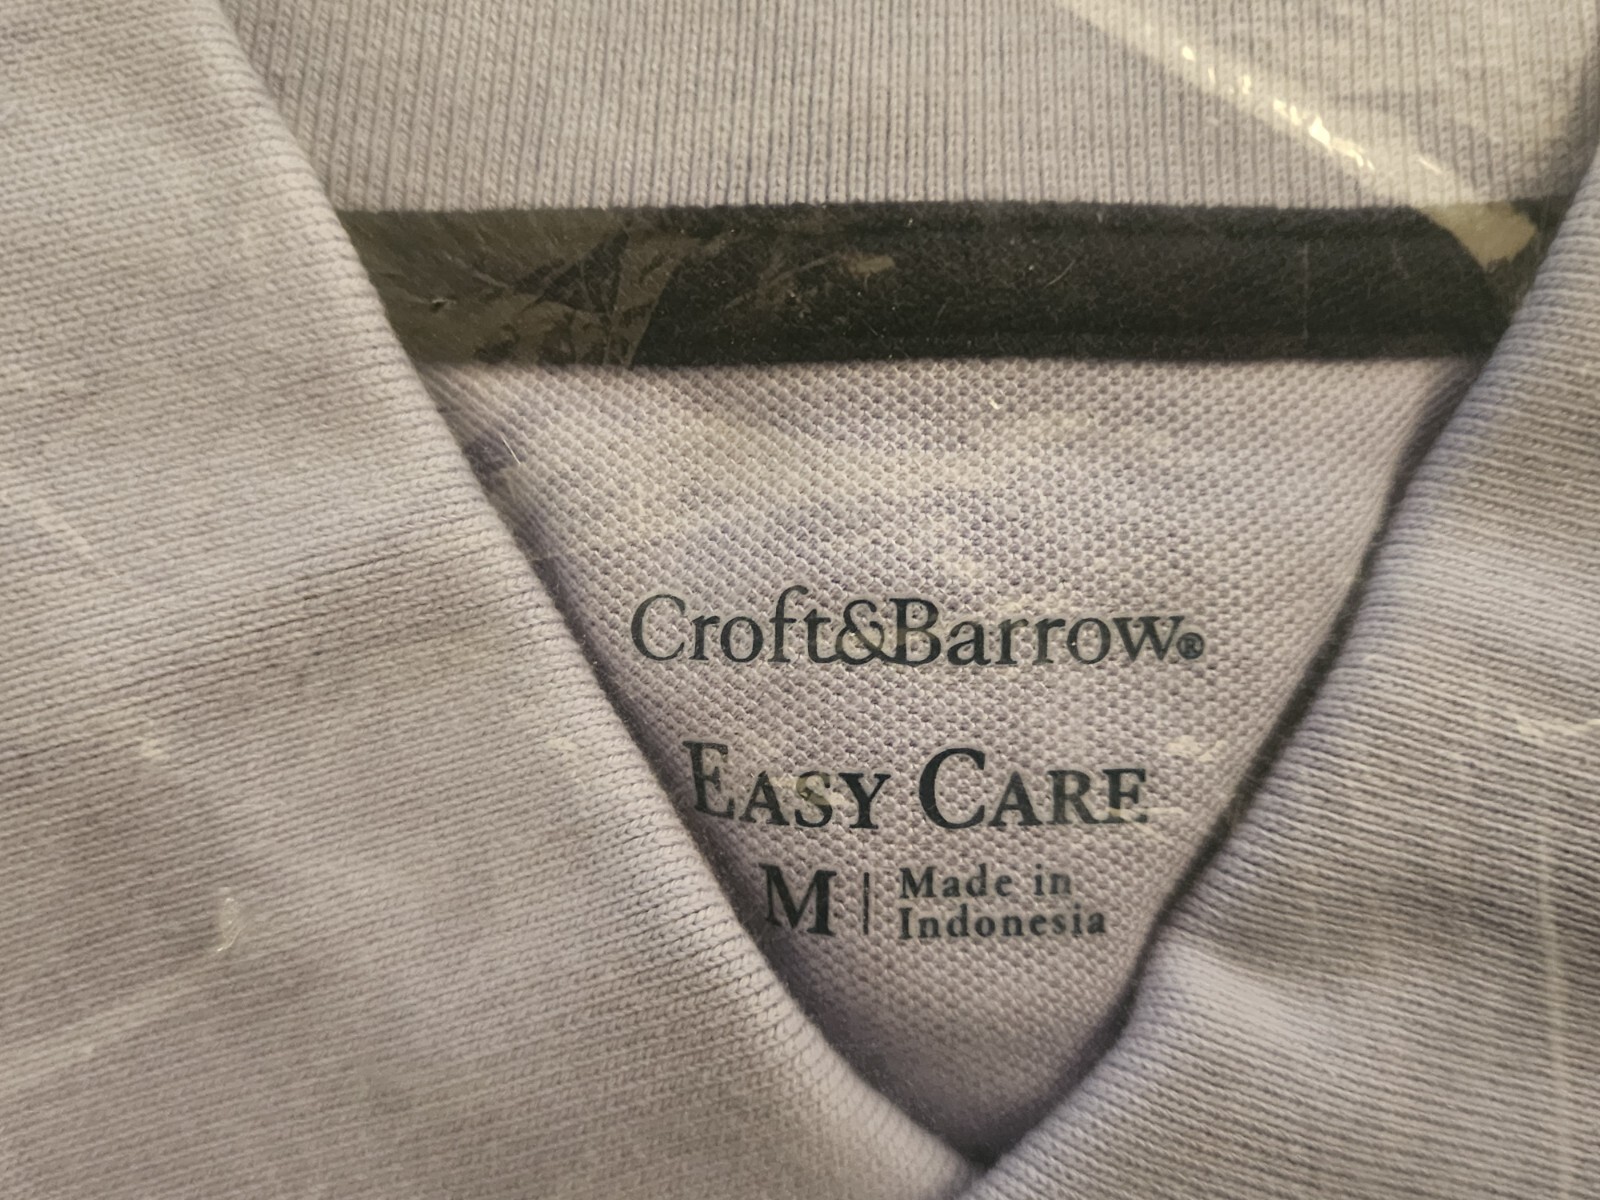 Croft&Barrow®
EASY CARE
M | Made in
Indonesia